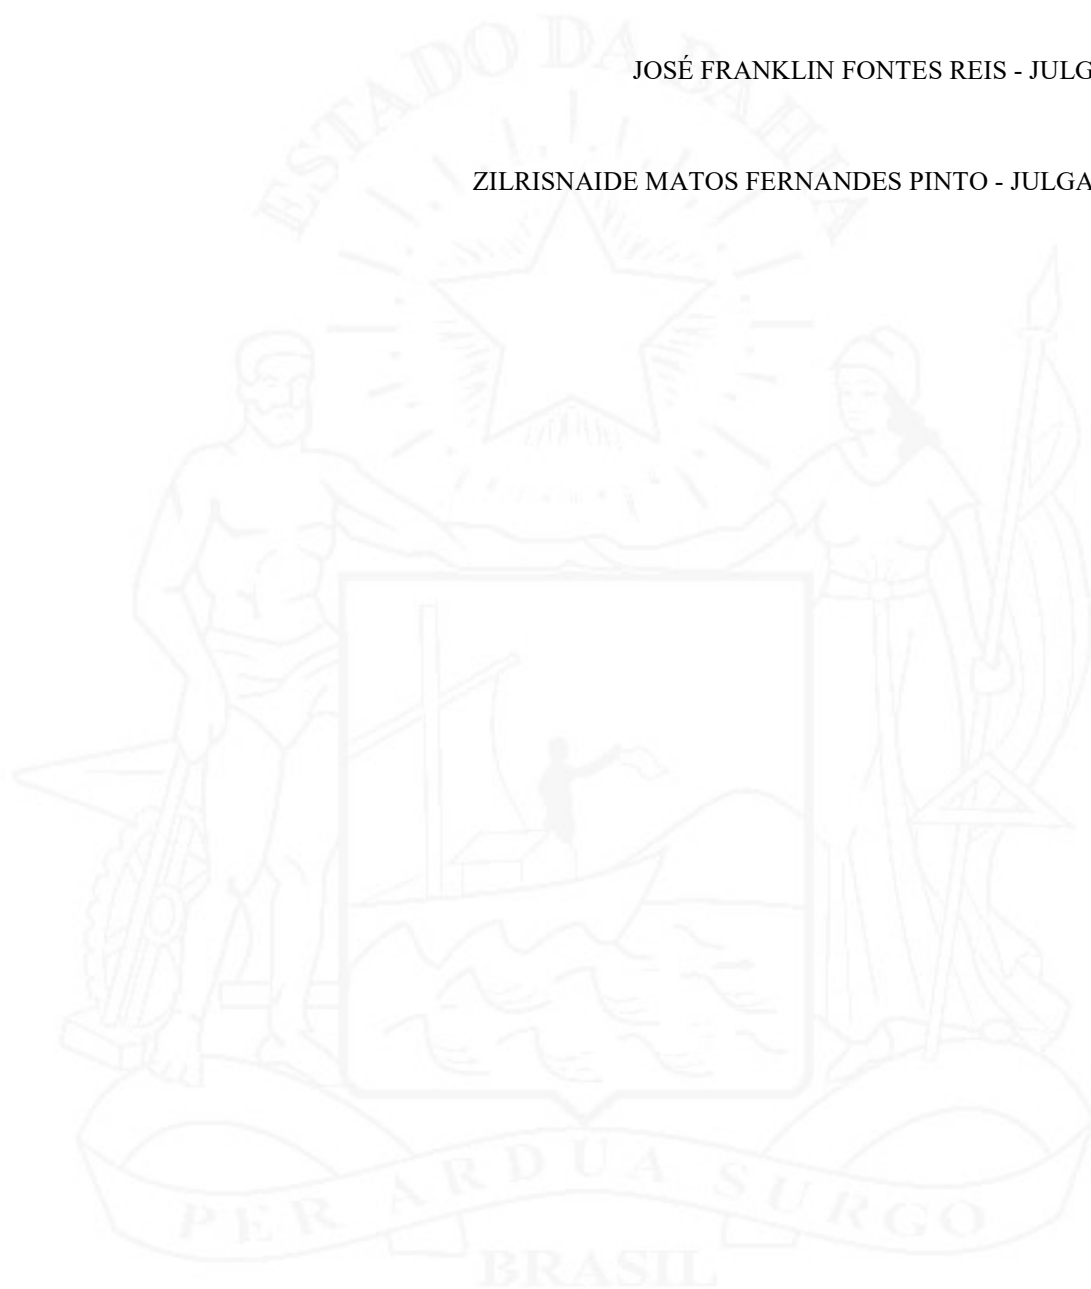 ESTADO DA BAHIA
JOSÉ FRANKLIN FONTES REIS - JULG
ZILRISNAIDE MATOS FERNANDES PINTO - JULGA
PER ARDUA SURGO
BRASIL